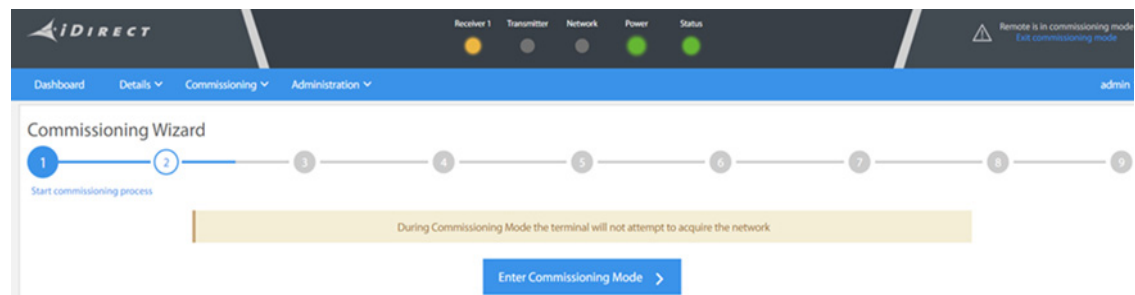 iDIRECT
Receiver 1 Transmitter Network Power Status
Remote is in commissioning mode
Exit commissioning mode
Dashboard Details Commissioning Administration admin
Commissioning Wizard
1 2 3 4 5 6 7 8 9
Start commissioning process
During Commissioning Mode the terminal will not attempt to acquire the network
Enter Commissioning Mode